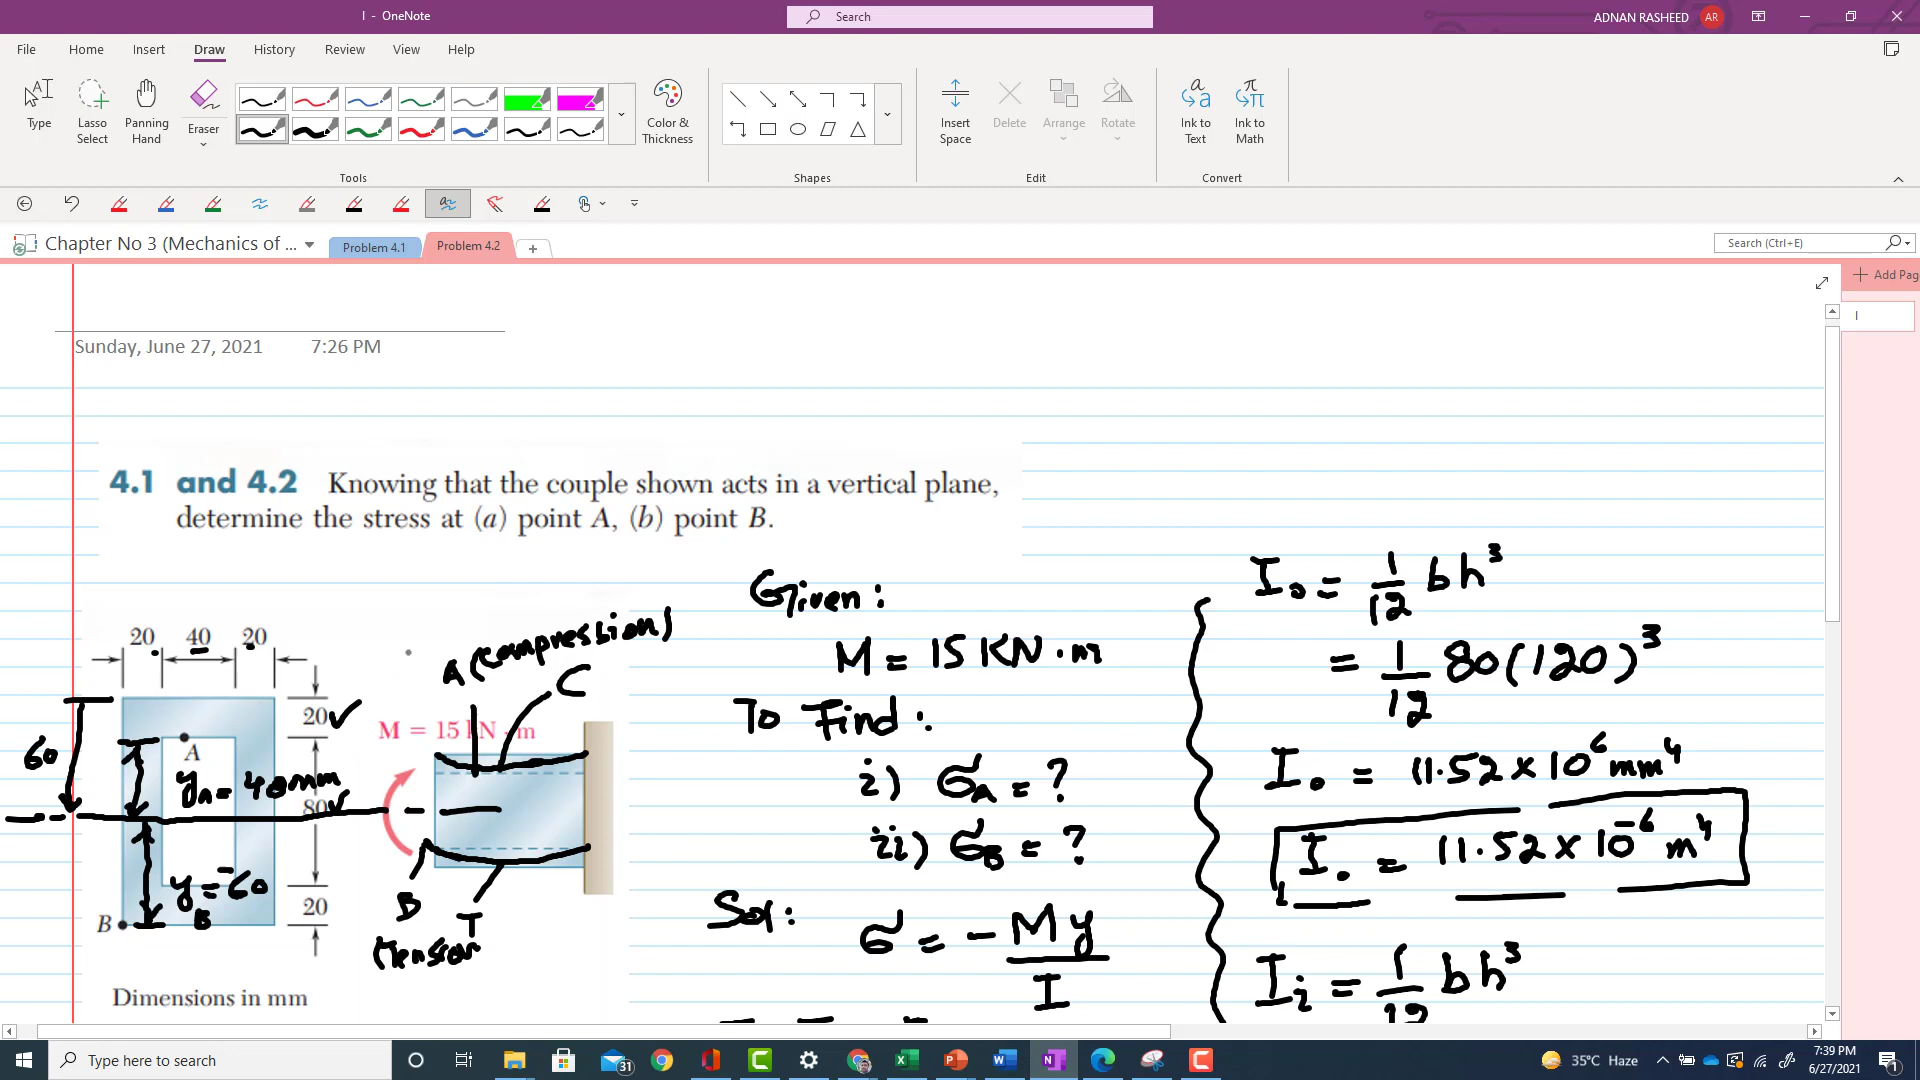 I - OneNote
Search
ADNAN RASHEED
AR
File
Home
Insert
Draw
History
Review
View
Help
Type
Lasso Select
Panning Hand
Eraser
Color & Thickness
Insert Space
Delete
Arrange
Rotate
Ink to Text
Ink to Math
Tools
Shapes
Edit
Convert
Chapter No 3 (Mechanics of ...
Problem 4.1
Problem 4.2
Search (Ctrl+E)
Add Pag
I
Sunday, June 27, 2021
7:26 PM
4.1 and 4.2 Knowing that the couple shown acts in a vertical plane,
determine the stress at (a) point A, (b) point B.
20 40 20
20
A
80
20
B
Dimensions in mm
60
yA = 40mm
yB = -60
M = 15 kN · m
A (compression)
C
B
(Tension
T
Given:
M = 15 KN·m
To Find:
i) σA = ?
ii) σB = ?
Sol:
σ = - My / I
Io = 1/12 bh³
= 1/12 80(120)³
Io = 11.52 × 10⁶ mm⁴
Io = 11.52 × 10⁻⁶ m⁴
Ii = 1/12 bh³
Type here to search
31
35°C Haze
7:39 PM
6/27/2021
1